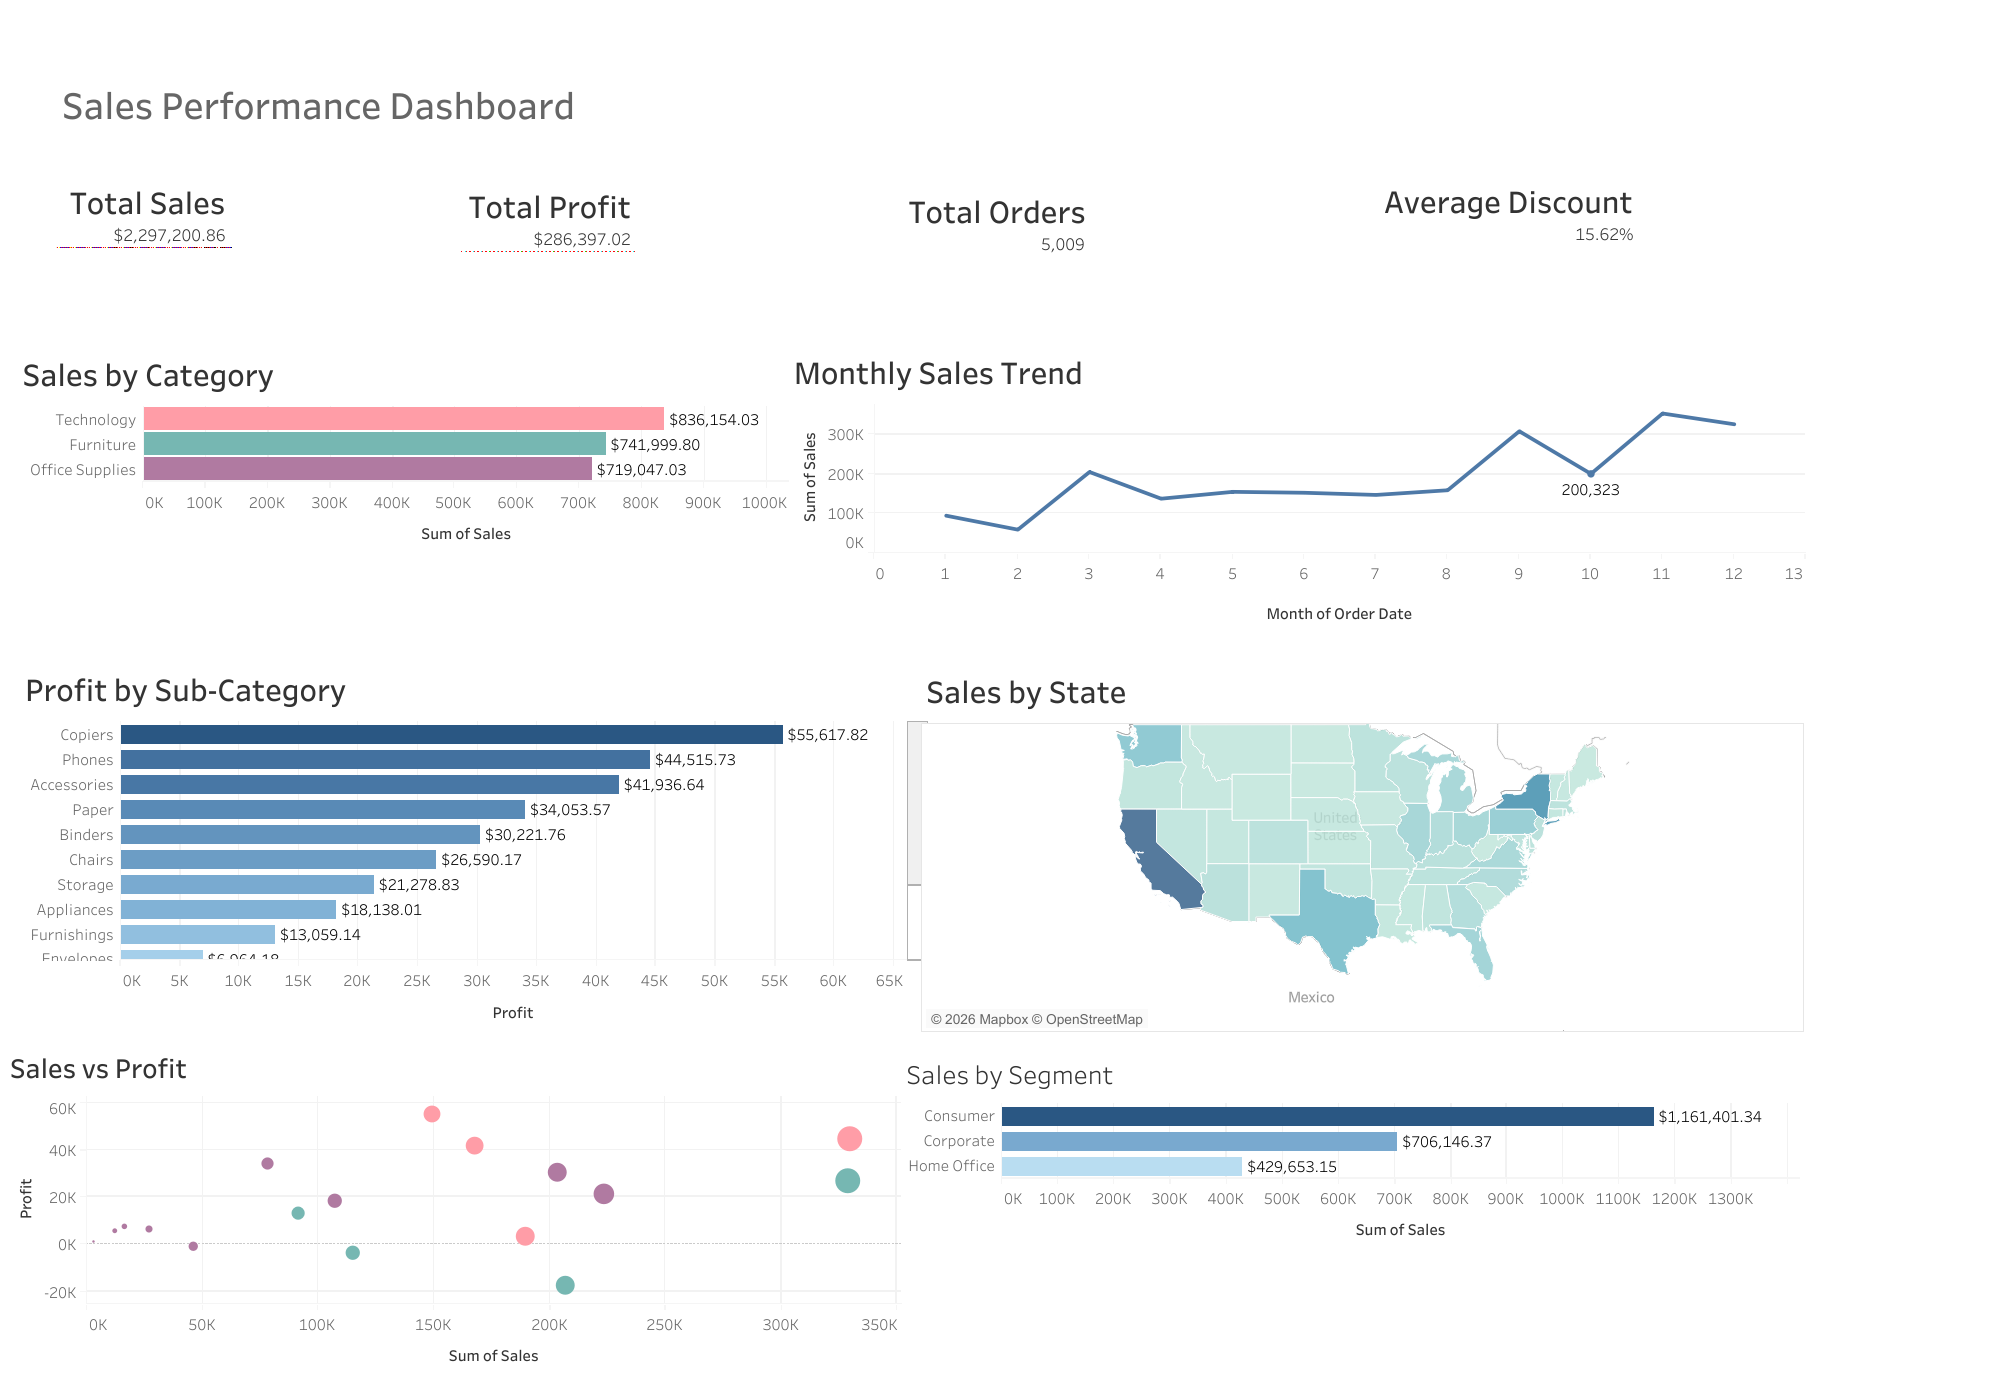 Sales Performance Dashboard
Total Sales
$2,297,200.86
Total Profit
$286,397.02
Total Orders
5,009
Average Discount
15.62%
Sales by Category
Technology $836,154.03
Furniture $741,999.80
Office Supplies $719,047.03
0K 100K 200K 300K 400K 500K 600K 700K 800K 900K 1000K
Sum of Sales
Monthly Sales Trend
Sum of Sales
300K
200K
100K
0K
200,323
0 1 2 3 4 5 6 7 8 9 10 11 12 13
Month of Order Date
Profit by Sub-Category
Copiers $55,617.82
Phones $44,515.73
Accessories $41,936.64
Paper $34,053.57
Binders $30,221.76
Chairs $26,590.17
Storage $21,278.83
Appliances $18,138.01
Furnishings $13,059.14
Envelopes $6,964.18
0K 5K 10K 15K 20K 25K 30K 35K 40K 45K 50K 55K 60K 65K
Profit
Sales by State
United
States
Mexico
© 2026 Mapbox © OpenStreetMap
Sales vs Profit
Profit
60K
40K
20K
0K
-20K
0K 50K 100K 150K 200K 250K 300K 350K
Sum of Sales
Sales by Segment
Consumer $1,161,401.34
Corporate $706,146.37
Home Office $429,653.15
0K 100K 200K 300K 400K 500K 600K 700K 800K 900K 1000K 1100K 1200K 1300K
Sum of Sales